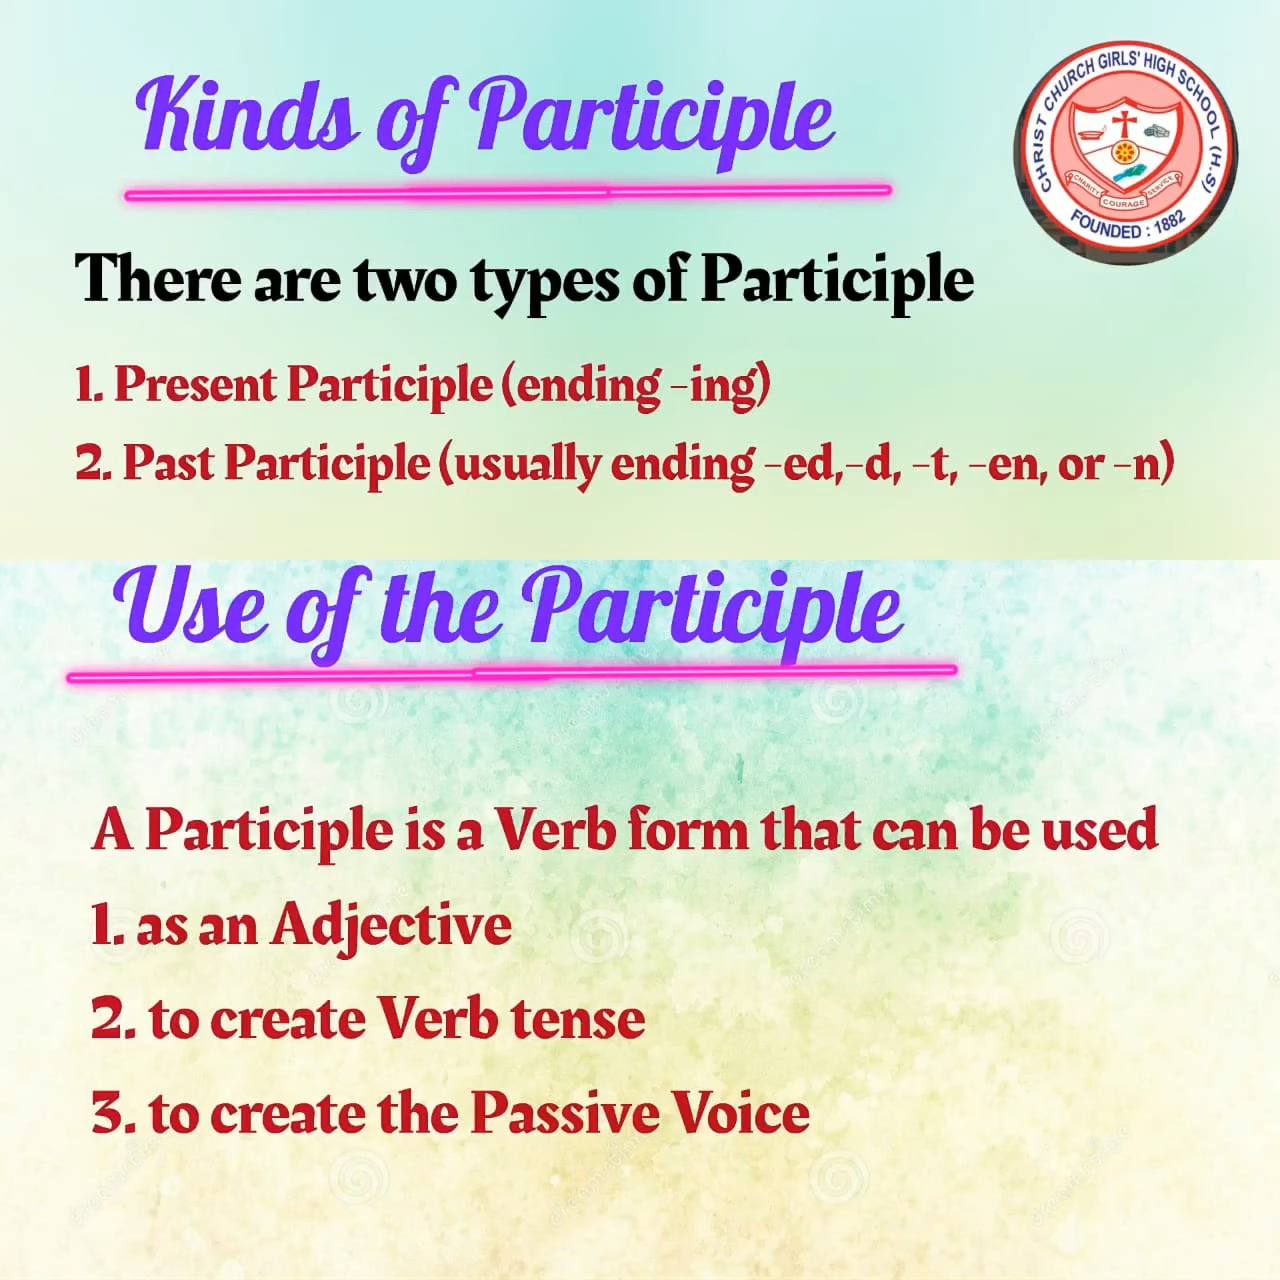 Kinds of Participle
CHRIST CHURCH GIRLS' HIGH SCHOOL (H.S)
CHARITY COURAGE SERVICE
FOUNDED : 1882
There are two types of Participle
1. Present Participle (ending -ing)
2. Past Participle (usually ending -ed,-d, -t, -en, or -n)
Use of the Participle
A Participle is a Verb form that can be used
1. as an Adjective
2. to create Verb tense
3. to create the Passive Voice